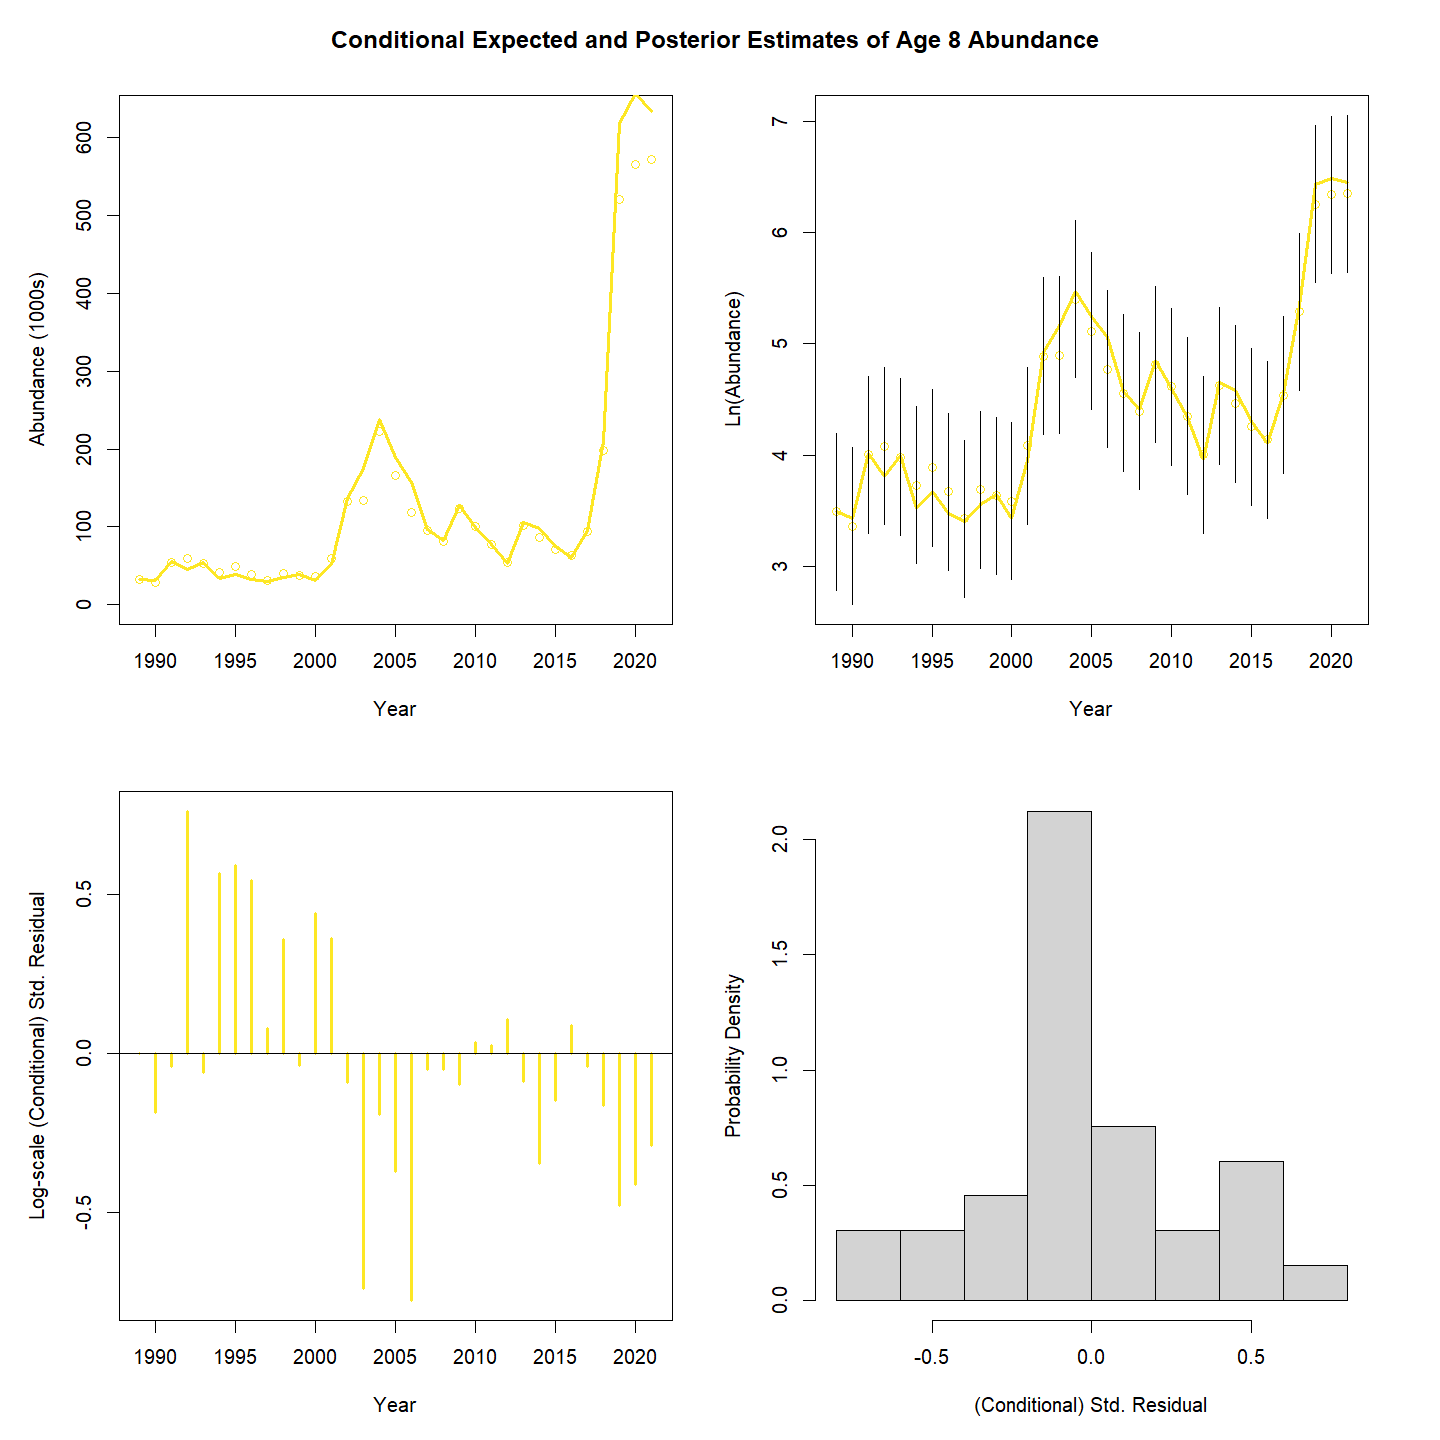 Conditional Expected and Posterior Estimates of Age 8 Abundance
Abundance (1000s)
0 100 200 300 400 500 600
1990 1995 2000 2005 2010 2015 2020
Year
Ln(Abundance)
3 4 5 6 7
1990 1995 2000 2005 2010 2015 2020
Year
Log-scale (Conditional) Std. Residual
-0.5 0.0 0.5
1990 1995 2000 2005 2010 2015 2020
Year
Probability Density
0.0 0.5 1.0 1.5 2.0
-0.5 0.0 0.5
(Conditional) Std. Residual